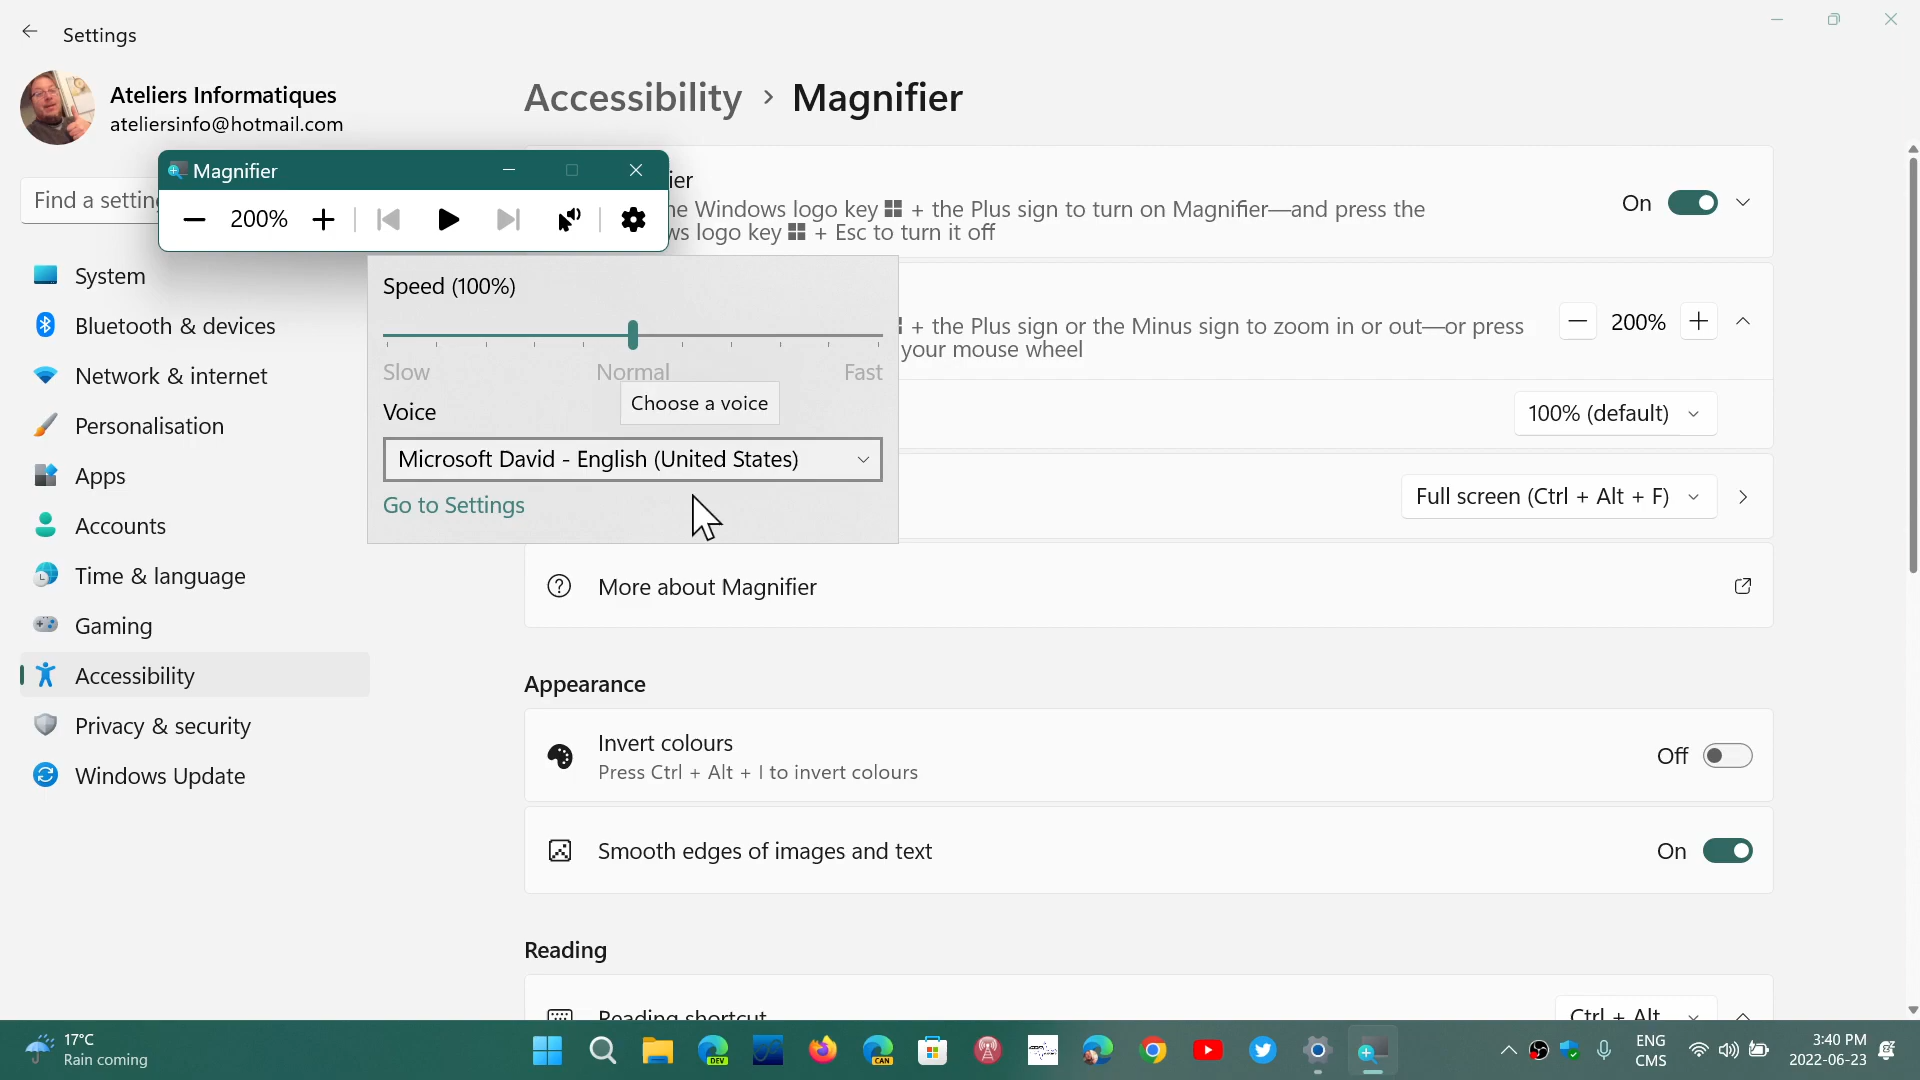 Settings
Ateliers Informatiques
ateliersinfo@hotmail.com
Accessibility > Magnifier
Magnifier
200%
Find a setting
ier
he Windows logo key + the Plus sign to turn on Magnifier—and press the
ws logo key + Esc to turn it off
On
Speed (100%)
Slow
Normal
Fast
Choose a voice
Voice
Microsoft David - English (United States)
Go to Settings
+ the Plus sign or the Minus sign to zoom in or out—or press
your mouse wheel
200%
100% (default)
Full screen (Ctrl + Alt + F)
More about Magnifier
System
Bluetooth & devices
Network & internet
Personalisation
Apps
Accounts
Time & language
Gaming
Accessibility
Privacy & security
Windows Update
Appearance
Invert colours
Press Ctrl + Alt + I to invert colours
Off
Smooth edges of images and text
On
Reading
Reading shortcut
Ctrl + Alt
17°C
Rain coming
DEV
CAN
ENG
CMS
3:40 PM
2022-06-23